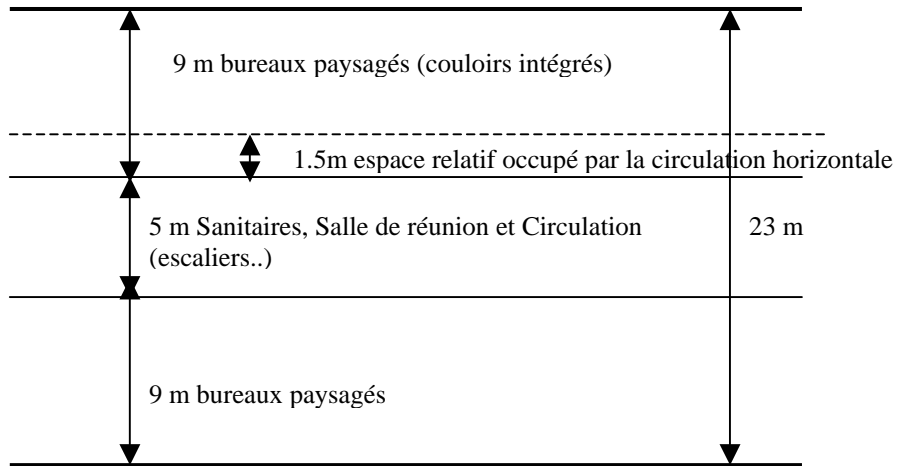 9 m bureaux paysagés (couloirs intégrés)
1.5m espace relatif occupé par la circulation horizontale
5 m Sanitaires, Salle de réunion et Circulation
(escaliers..)
23 m
9 m bureaux paysagés